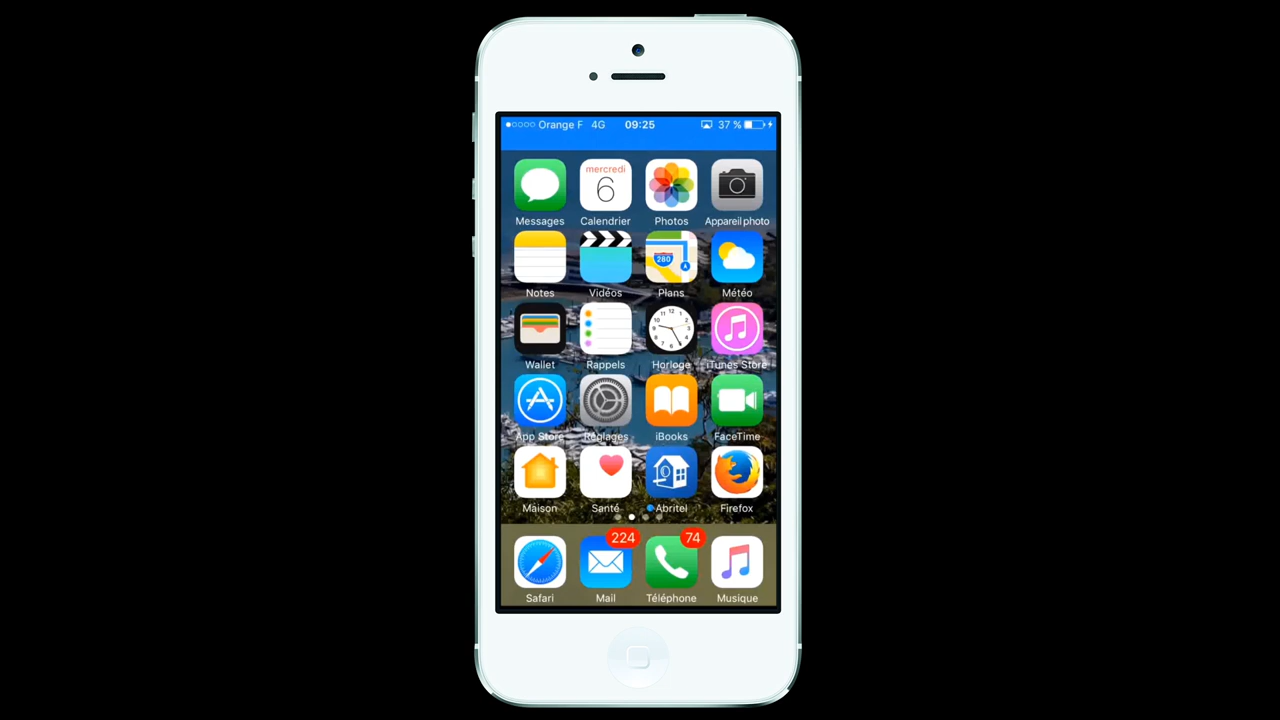 Orange F 4G 09:25 37 %
mercredi
6
Messages Calendrier Photos Appareil photo
280
Notes Vidéos Plans Météo
Wallet Rappels Horloge iTunes Store
App Store Réglages iBooks FaceTime
Maison Santé Abritel Firefox
224 74
Safari Mail Téléphone Musique